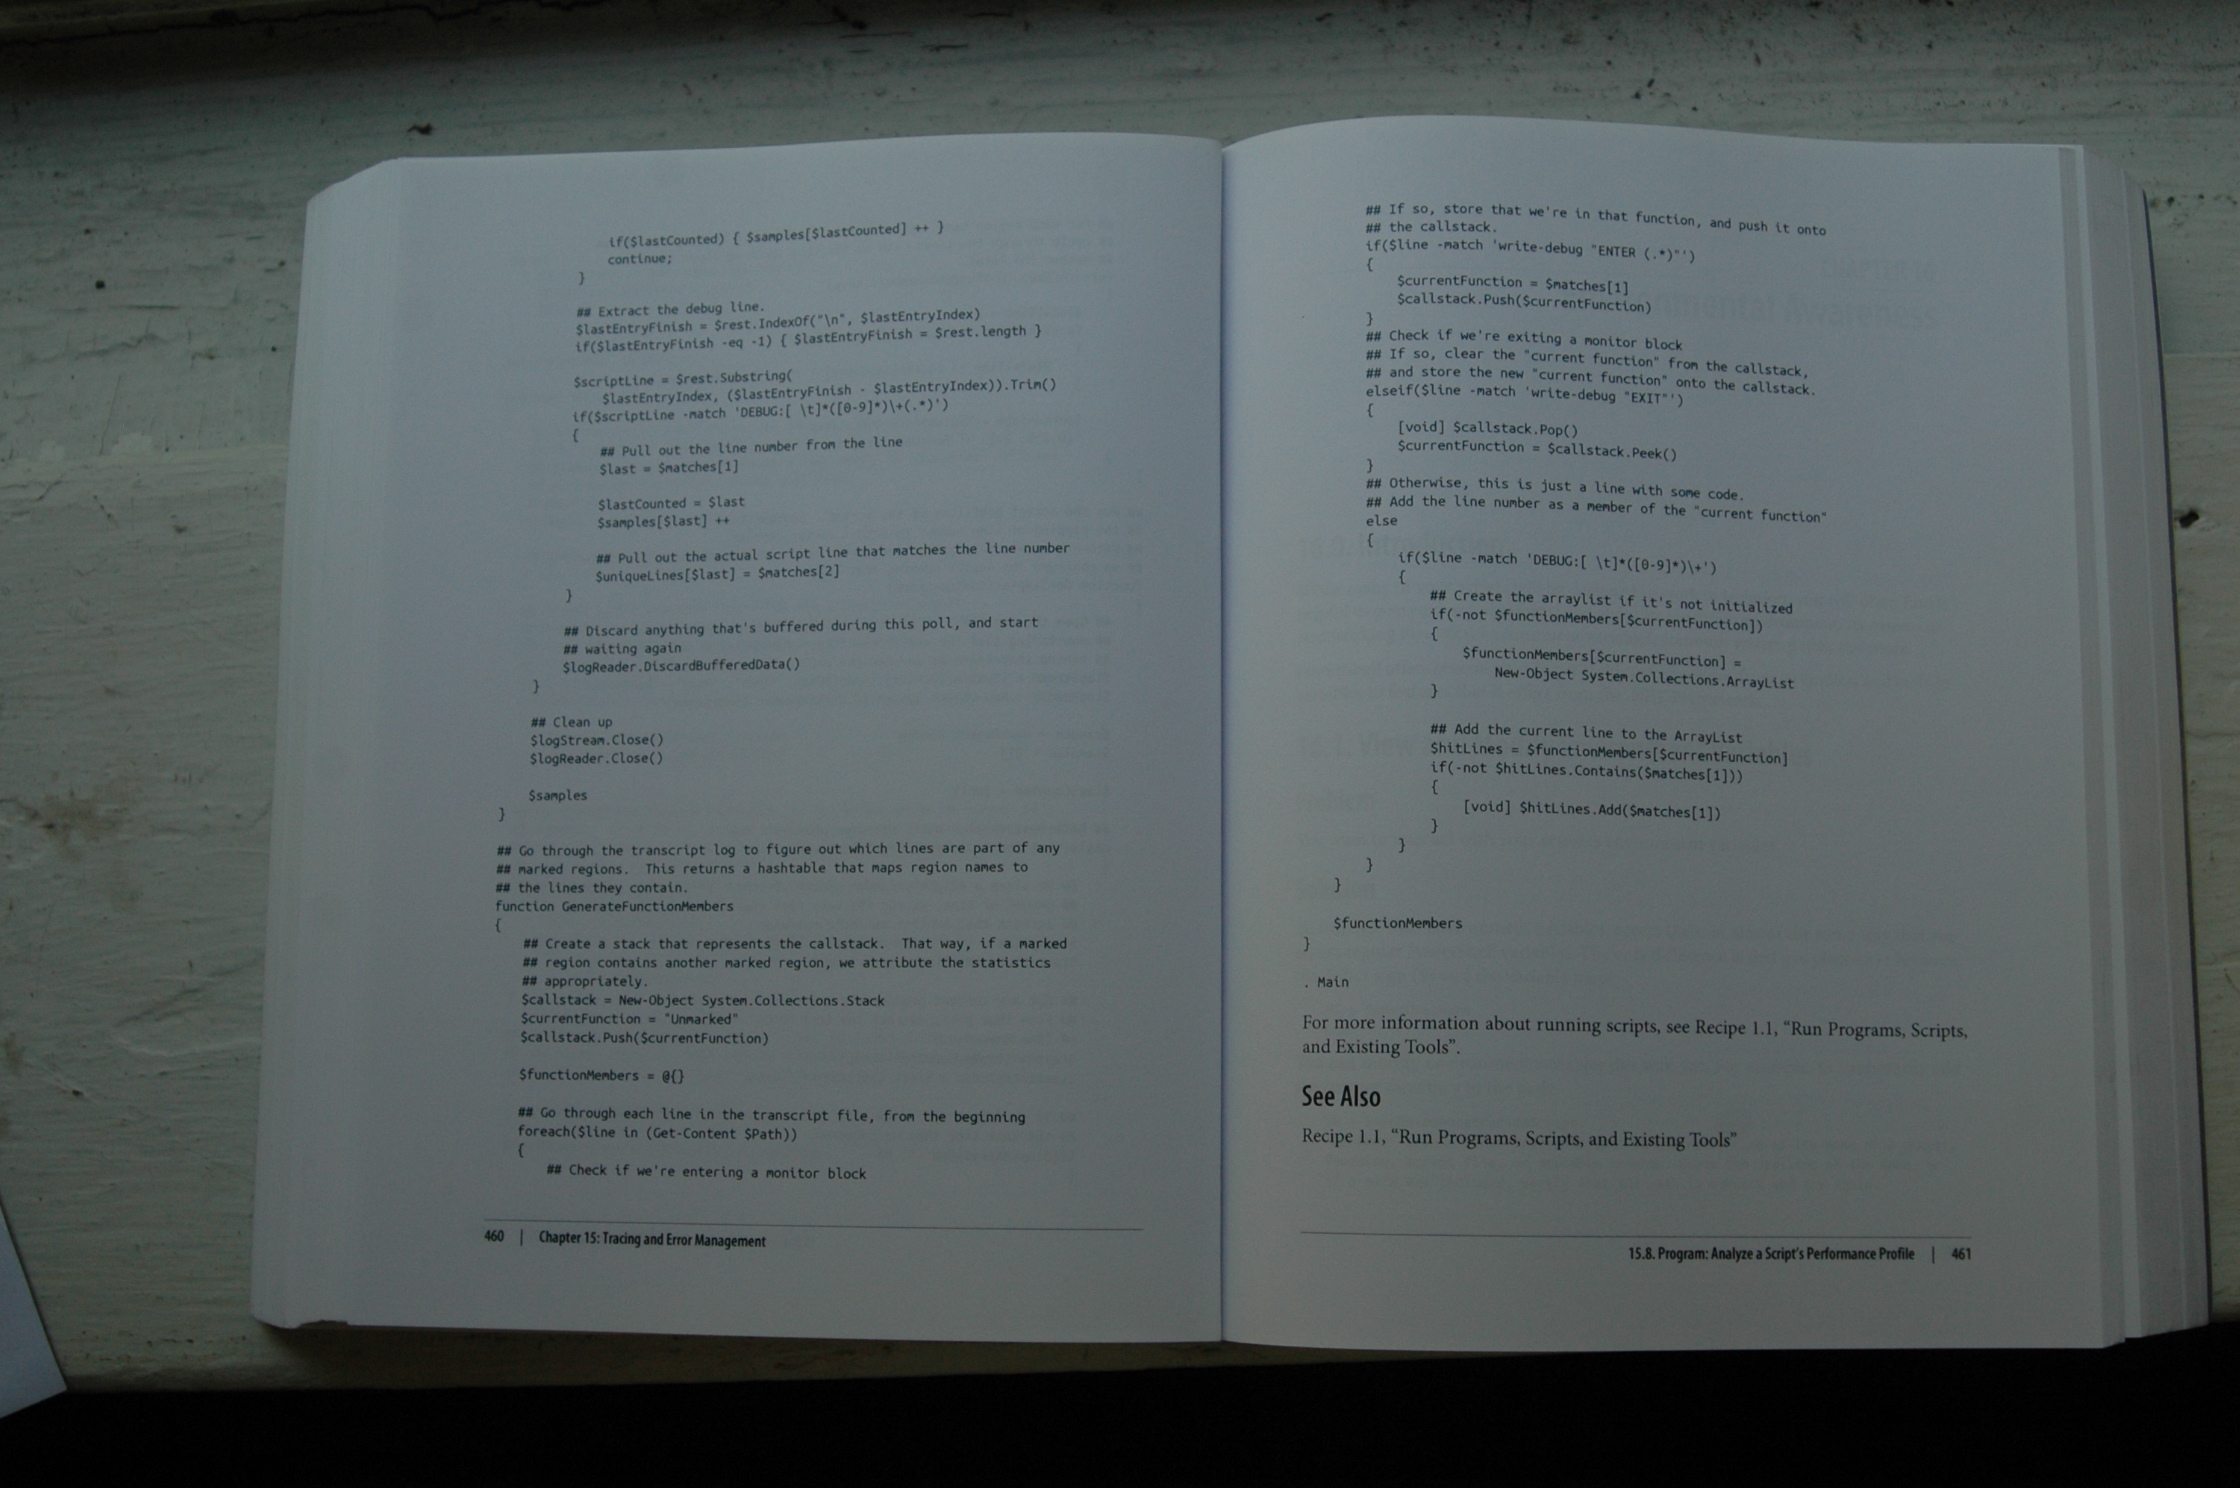 if($lastCounted) { $samples[$lastCounted] ++ }
continue;
}
## Extract the debug line.
$lastEntryFinish = $rest.IndexOf("\n", $lastEntryIndex)
if($lastEntryFinish -eq -1) { $lastEntryFinish = $rest.length }
$scriptLine = $rest.Substring(
$lastEntryIndex, ($lastEntryFinish - $lastEntryIndex)).Trim()
if($scriptLine -match 'DEBUG:[ \t]*([0-9]*)\+(.*)')
{
## Pull out the line number from the line
$last = $matches[1]
$lastCounted = $last
$samples[$last] ++
## Pull out the actual script line that matches the line number
$uniqueLines[$last] = $matches[2]
}
## Discard anything that's buffered during this poll, and start
## waiting again
$logReader.DiscardBufferedData()
}
## Clean up
$logStream.Close()
$logReader.Close()
$samples
}
## Go through the transcript log to figure out which lines are part of any
## marked regions.  This returns a hashtable that maps region names to
## the lines they contain.
function GenerateFunctionMembers
{
## Create a stack that represents the callstack.  That way, if a marked
## region contains another marked region, we attribute the statistics
## appropriately.
$callstack = New-Object System.Collections.Stack
$currentFunction = "Unmarked"
$callstack.Push($currentFunction)
$functionMembers = @{}
## Go through each line in the transcript file, from the beginning
foreach($line in (Get-Content $Path))
{
## Check if we're entering a monitor block
460 | Chapter 15: Tracing and Error Management
## If so, store that we're in that function, and push it onto
## the callstack.
if($line -match 'write-debug "ENTER (.*)"')
{
$currentFunction = $matches[1]
$callstack.Push($currentFunction)
}
## Check if we're exiting a monitor block
## If so, clear the "current function" from the callstack,
## and store the new "current function" onto the callstack.
elseif($line -match 'write-debug "EXIT"')
{
[void] $callstack.Pop()
$currentFunction = $callstack.Peek()
}
## Otherwise, this is just a line with some code.
## Add the line number as a member of the "current function"
else
{
if($line -match 'DEBUG:[ \t]*([0-9]*)\+')
{
## Create the arraylist if it's not initialized
if(-not $functionMembers[$currentFunction])
{
$functionMembers[$currentFunction] =
New-Object System.Collections.ArrayList
}
## Add the current line to the ArrayList
$hitLines = $functionMembers[$currentFunction]
if(-not $hitLines.Contains($matches[1]))
{
[void] $hitLines.Add($matches[1])
}
}
}
}
$functionMembers
}
. Main
For more information about running scripts, see Recipe 1.1, “Run Programs, Scripts,
and Existing Tools”.
See Also
Recipe 1.1, “Run Programs, Scripts, and Existing Tools”
15.8. Program: Analyze a Script's Performance Profile | 461